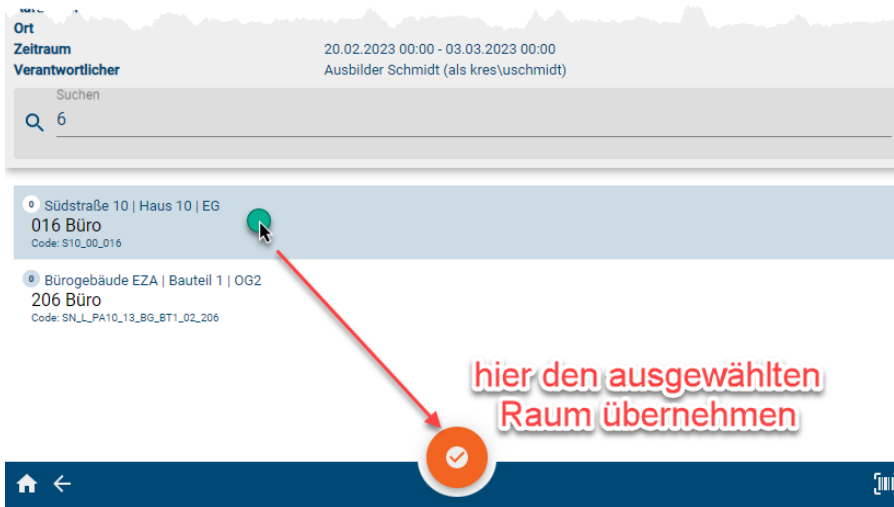 Ort
Zeitraum 20.02.2023 00:00 - 03.03.2023 00:00
Verantwortlicher Ausbilder Schmidt (als kres\uschmidt)
Suchen
6
0 Südstraße 10 | Haus 10 | EG
016 Büro
Code: S10_00_016
0 Bürogebäude EZA | Bauteil 1 | OG2
206 Büro
Code: SN_L_PA10_13_BG_BT1_02_206
hier den ausgewählten
Raum übernehmen